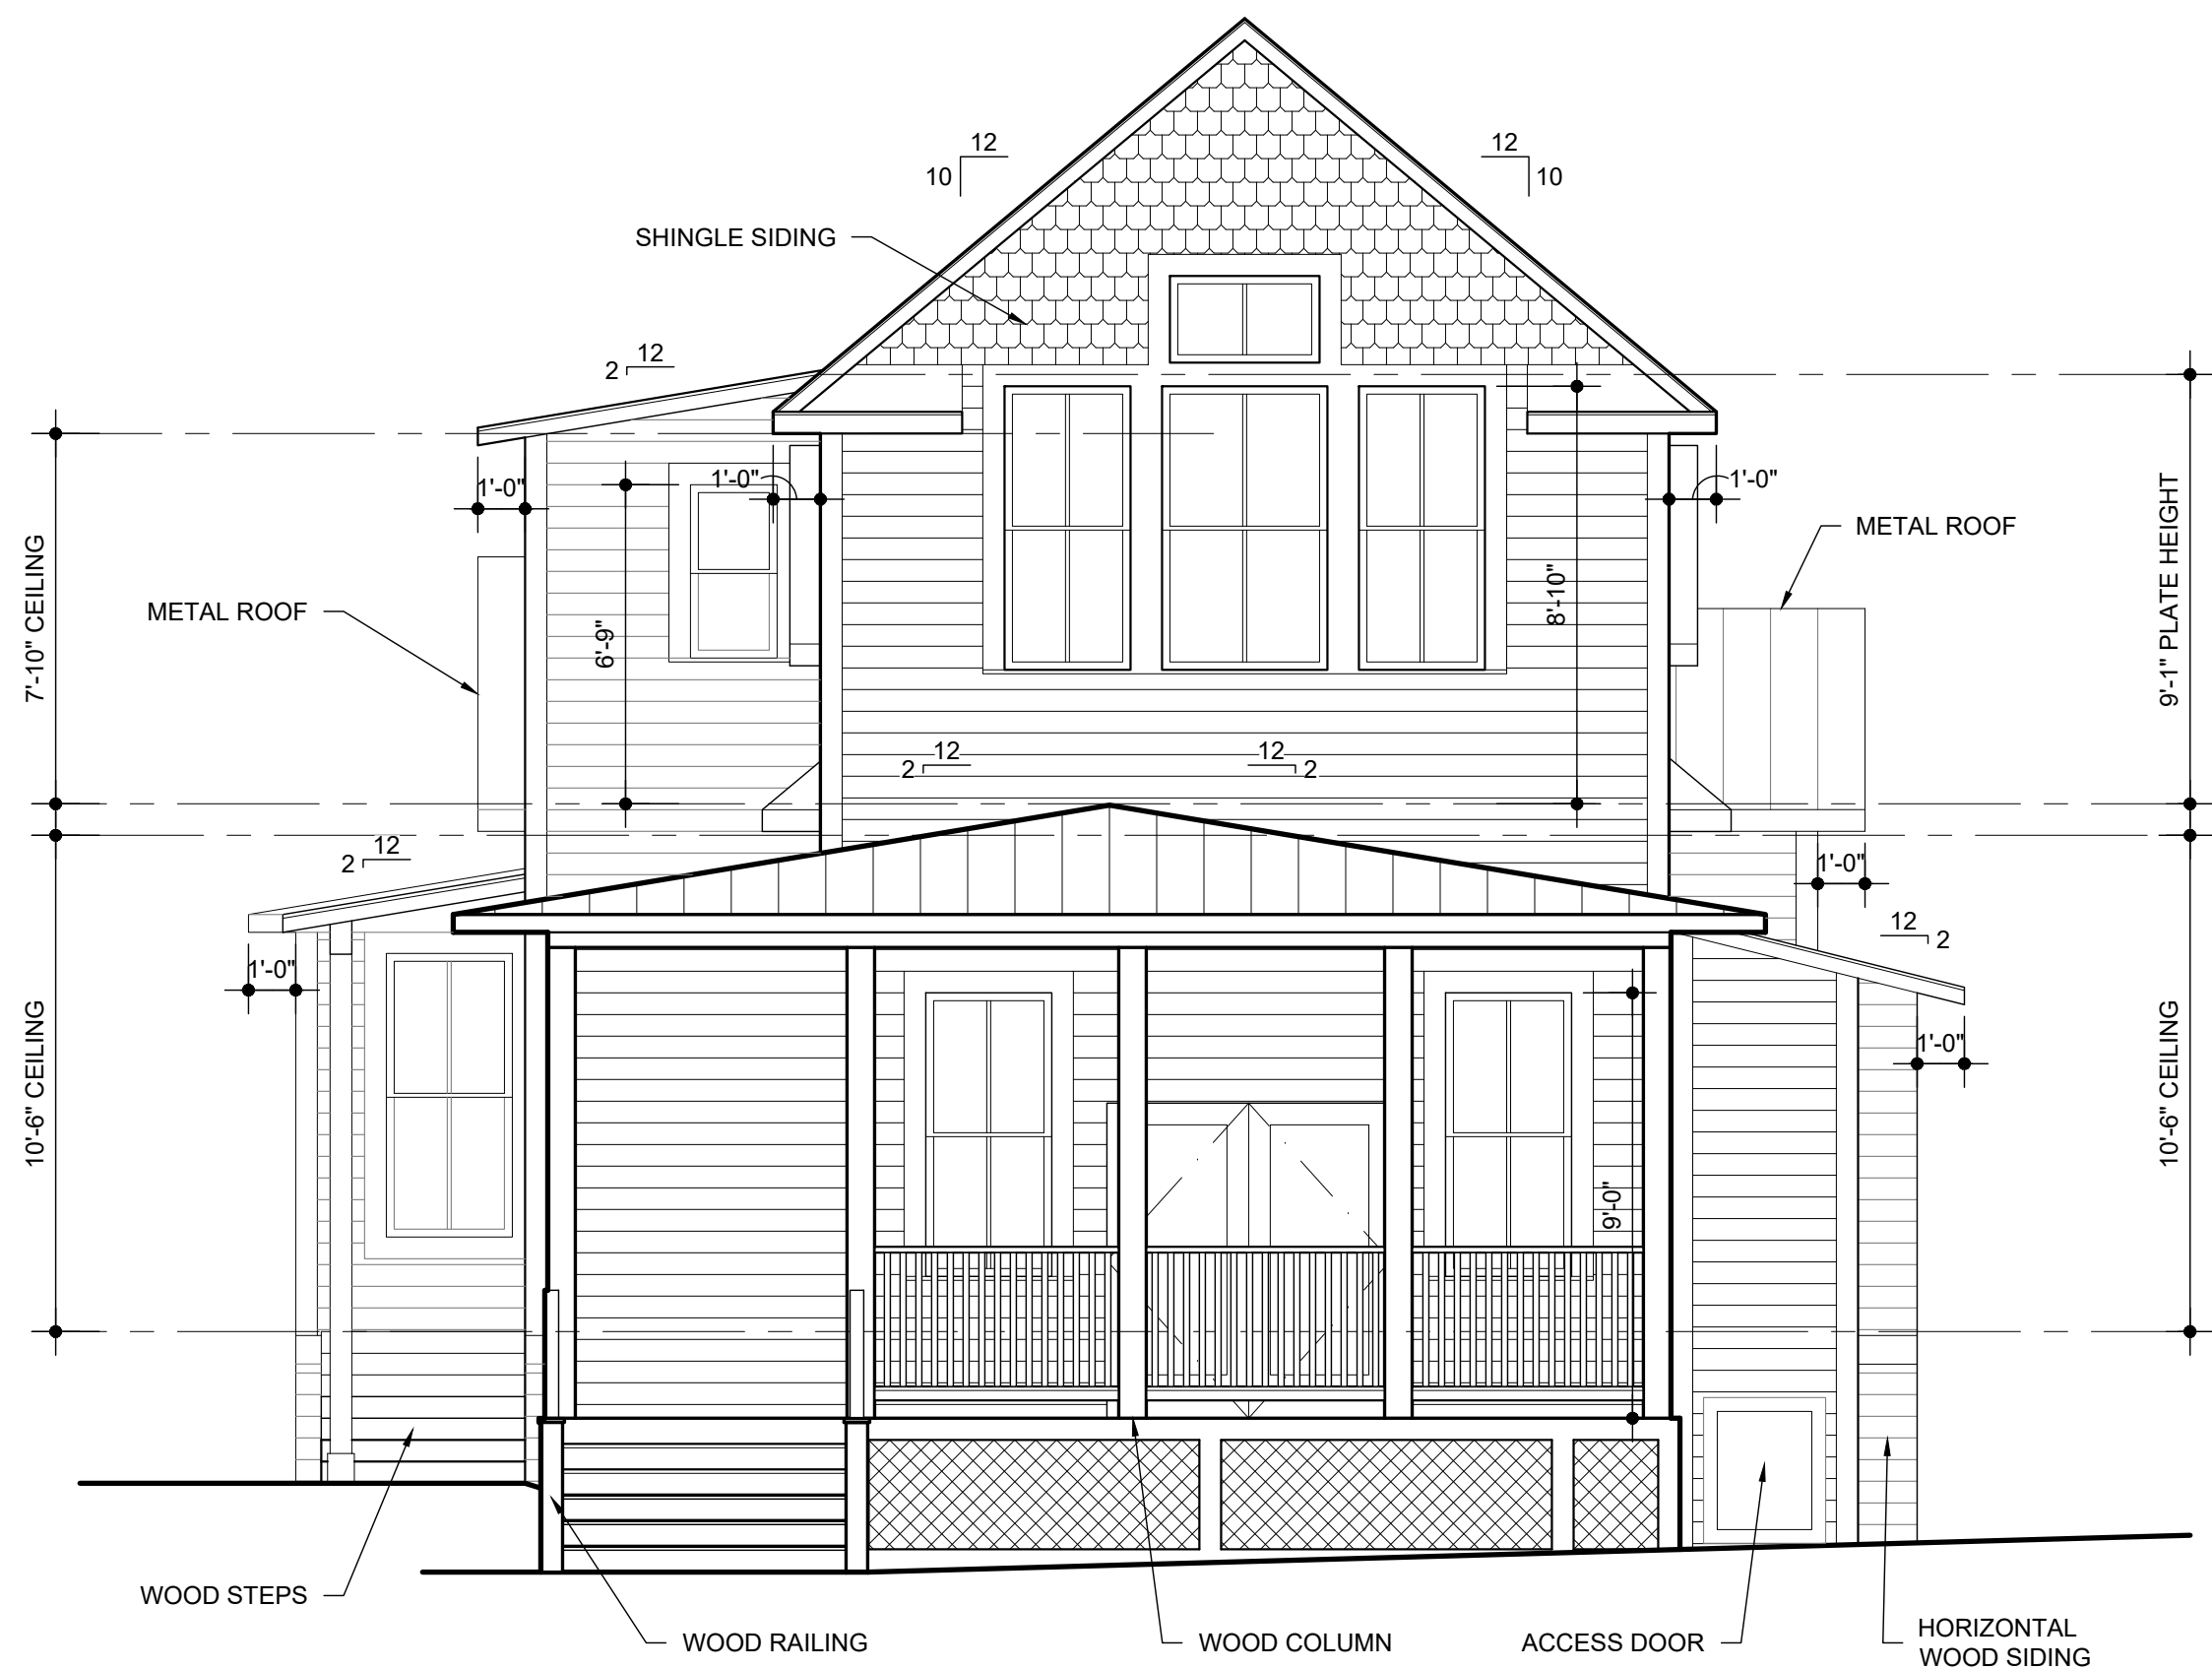 12
12
10
10
SHINGLE SIDING
12
2
1'-0"
1'-0"
1'-0"
METAL ROOF
7'-10" CEILING
9'-1" PLATE HEIGHT
METAL ROOF
6'-9"
8'-10"
12
2
12
2
12
2
1'-0"
12
2
1'-0"
1'-0"
10'-6" CEILING
10'-6" CEILING
9'-0"
WOOD STEPS
WOOD RAILING
WOOD COLUMN
ACCESS DOOR
HORIZONTAL
WOOD SIDING